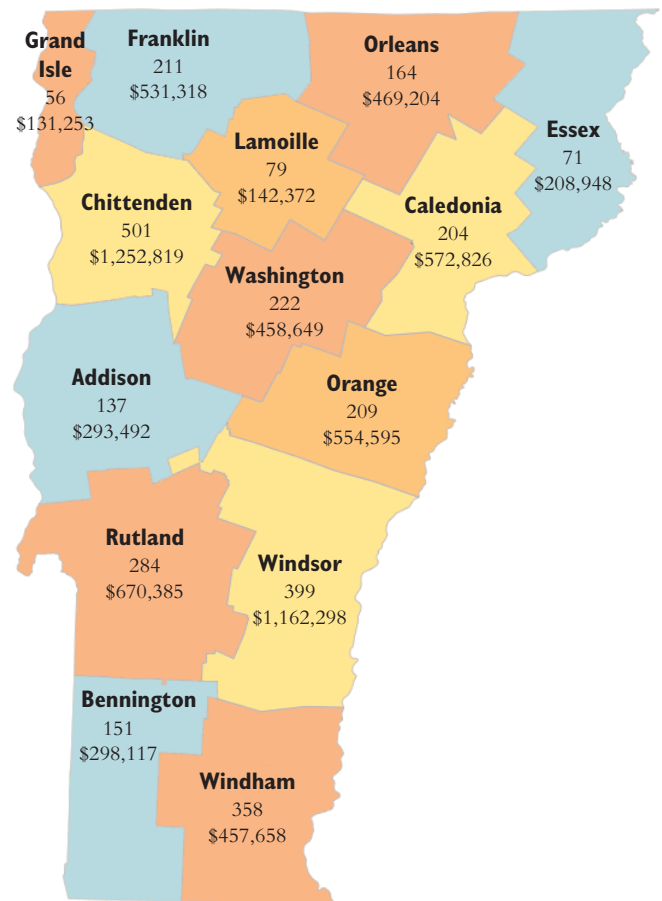 Grand
Isle
56
$131,253
Franklin
211
$531,318
Orleans
164
$469,204
Essex
71
$208,948
Lamoille
79
$142,372
Chittenden
501
$1,252,819
Caledonia
204
$572,826
Washington
222
$458,649
Addison
137
$293,492
Orange
209
$554,595
Rutland
284
$670,385
Windsor
399
$1,162,298
Bennington
151
$298,117
Windham
358
$457,658